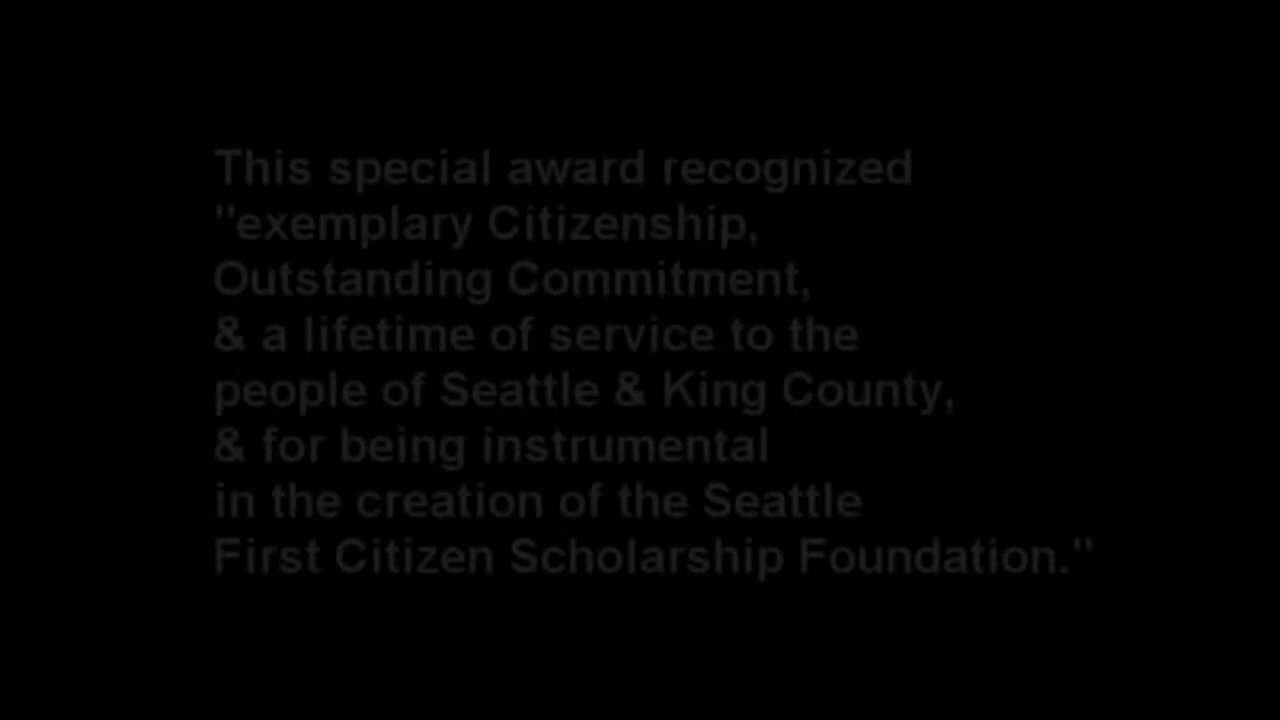 This special award recognized
"exemplary Citizenship,
Outstanding Commitment,
& a lifetime of service to the
people of Seattle & King County,
& for being instrumental
in the creation of the Seattle
First Citizen Scholarship Foundation."